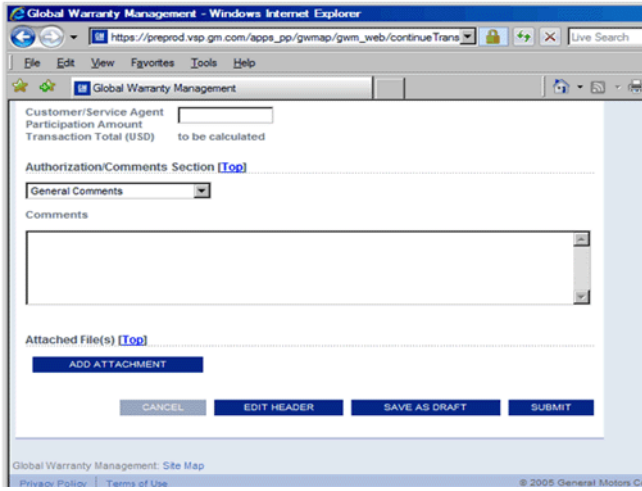 Global Warranty Management - Windows Internet Explorer
https://preprod.vsp.gm.com/apps_pp/gwmap/gwm_web/continueTrans
Live Search
File Edit View Favorites Tools Help
GM Global Warranty Management
Customer/Service Agent
Participation Amount
Transaction Total (USD) to be calculated
Authorization/Comments Section [Top]
General Comments
Comments
Attached File(s) [Top]
ADD ATTACHMENT
CANCEL EDIT HEADER SAVE AS DRAFT SUBMIT
Global Warranty Management: Site Map
Privacy Policy | Terms of Use © 2005 General Motors C